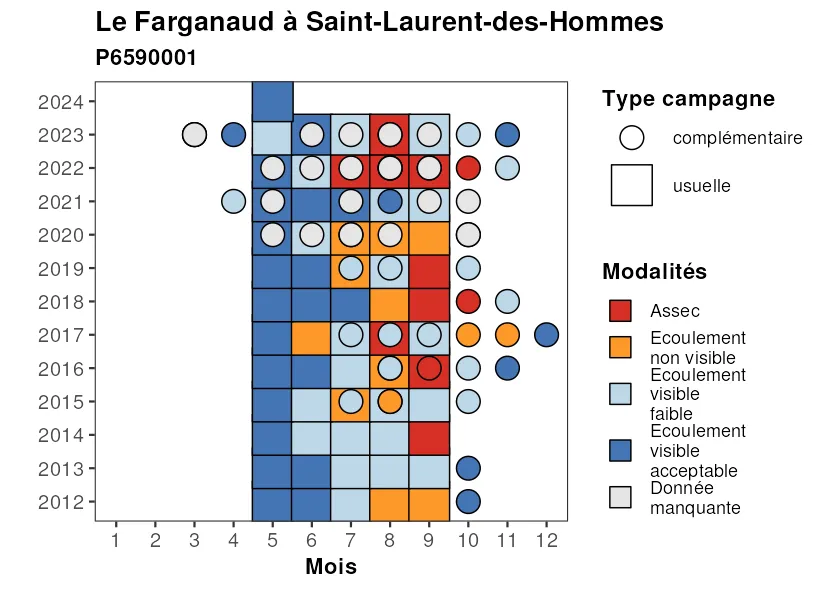 Le Farganaud à Saint-Laurent-des-Hommes
P6590001
2024
2023
2022
2021
2020
2019
2018
2017
2016
2015
2014
2013
2012
1 2 3 4 5 6 7 8 9 10 11 12
Mois
Type campagne
complémentaire
usuelle
Modalités
Assec
Ecoulement
non visible
Ecoulement
visible
faible
Ecoulement
visible
acceptable
Donnée
manquante